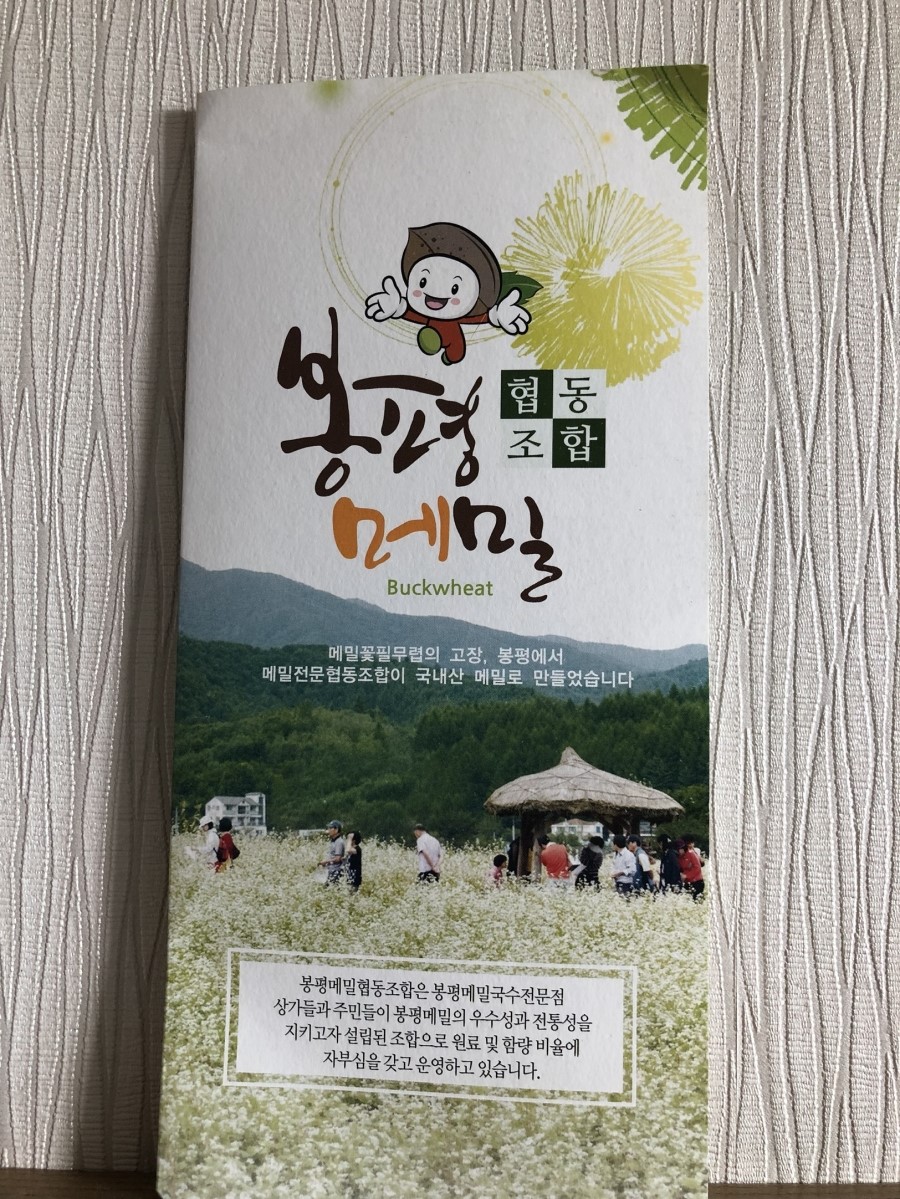 봉평
협동
조합
메밀
Buckwheat
메밀꽃필무렵의 고장, 봉평에서
메밀전문협동조합이 국내산 메밀로 만들었습니다
봉평메밀협동조합은 봉평메밀국수전문점
상가들과 주민들이 봉평메밀의 우수성과 전통성을
지키고자 설립된 조합으로 원료 및 함량 비율에
자부심을 갖고 운영하고 있습니다.